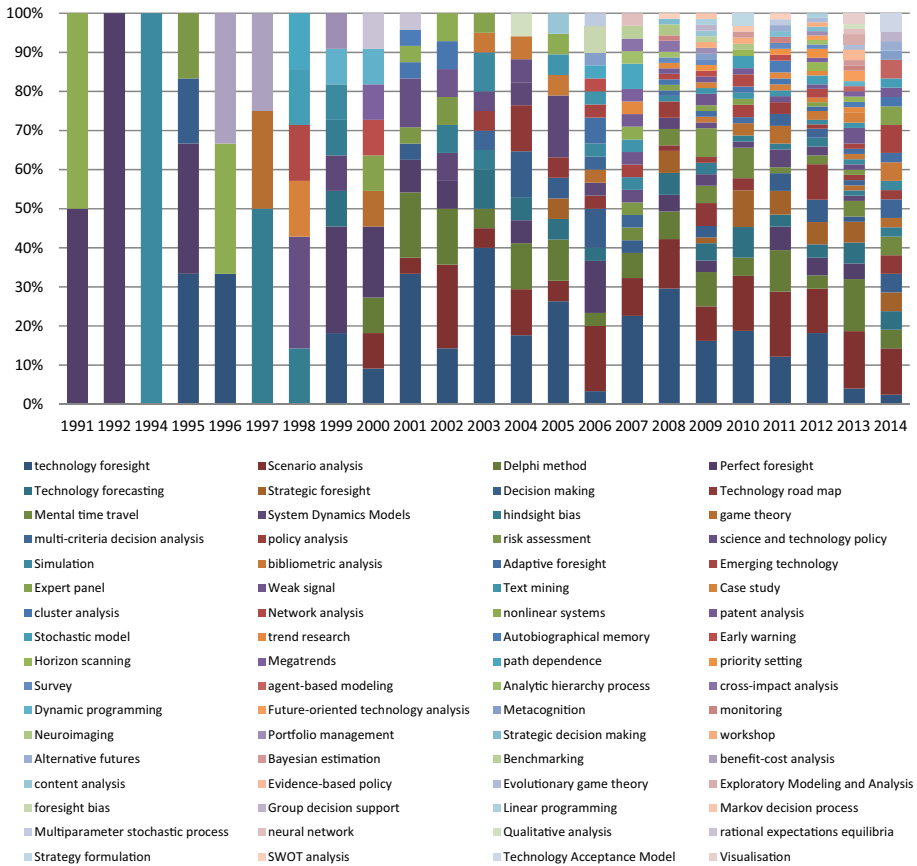 100%
90%
80%
70%
60%
50%
40%
30%
20%
10%
0%
1991 1992 1994 1995 1996 1997 1998 1999 2000 2001 2002 2003 2004 2005 2006 2007 2008 2009 2010 2011 2012 2013 2014
technology foresight Scenario analysis Delphi method Perfect foresight
Technology forecasting Strategic foresight Decision making Technology road map
Mental time travel System Dynamics Models hindsight bias game theory
multi-criteria decision analysis policy analysis risk assessment science and technology policy
Simulation bibliometric analysis Adaptive foresight Emerging technology
Expert panel Weak signal Text mining Case study
cluster analysis Network analysis nonlinear systems patent analysis
Stochastic model trend research Autobiographical memory Early warning
Horizon scanning Megatrends path dependence priority setting
Survey agent-based modeling Analytic hierarchy process cross-impact analysis
Dynamic programming Future-oriented technology analysis Metacognition monitoring
Neuroimaging Portfolio management Strategic decision making workshop
Alternative futures Bayesian estimation Benchmarking benefit-cost analysis
content analysis Evidence-based policy Evolutionary game theory Exploratory Modeling and Analysis
foresight bias Group decision support Linear programming Markov decision process
Multiparameter stochastic process neural network Qualitative analysis rational expectations equilibria
Strategy formulation SWOT analysis Technology Acceptance Model Visualisation